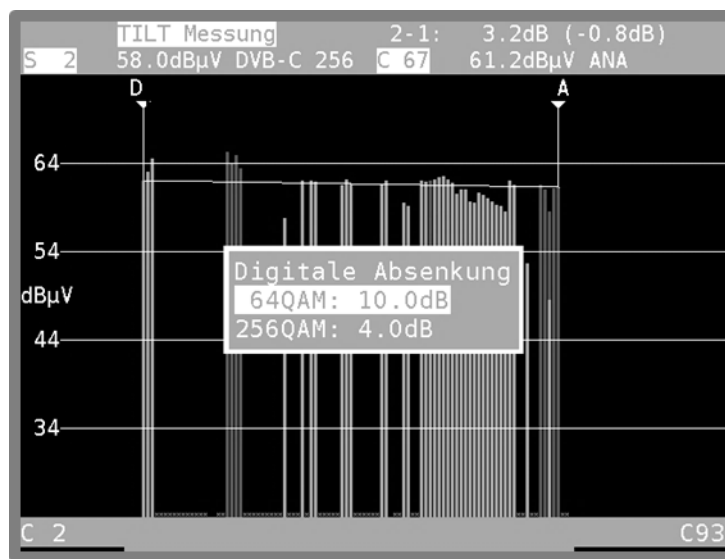 TILT Messung 2-1: 3.2dB (-0.8dB)
S 2 58.0dBµV DVB-C 256 C 67 61.2dBµV ANA
D A
64
54
dBµV
44
34
Digitale Absenkung
64QAM: 10.0dB
256QAM: 4.0dB
C 2 C93